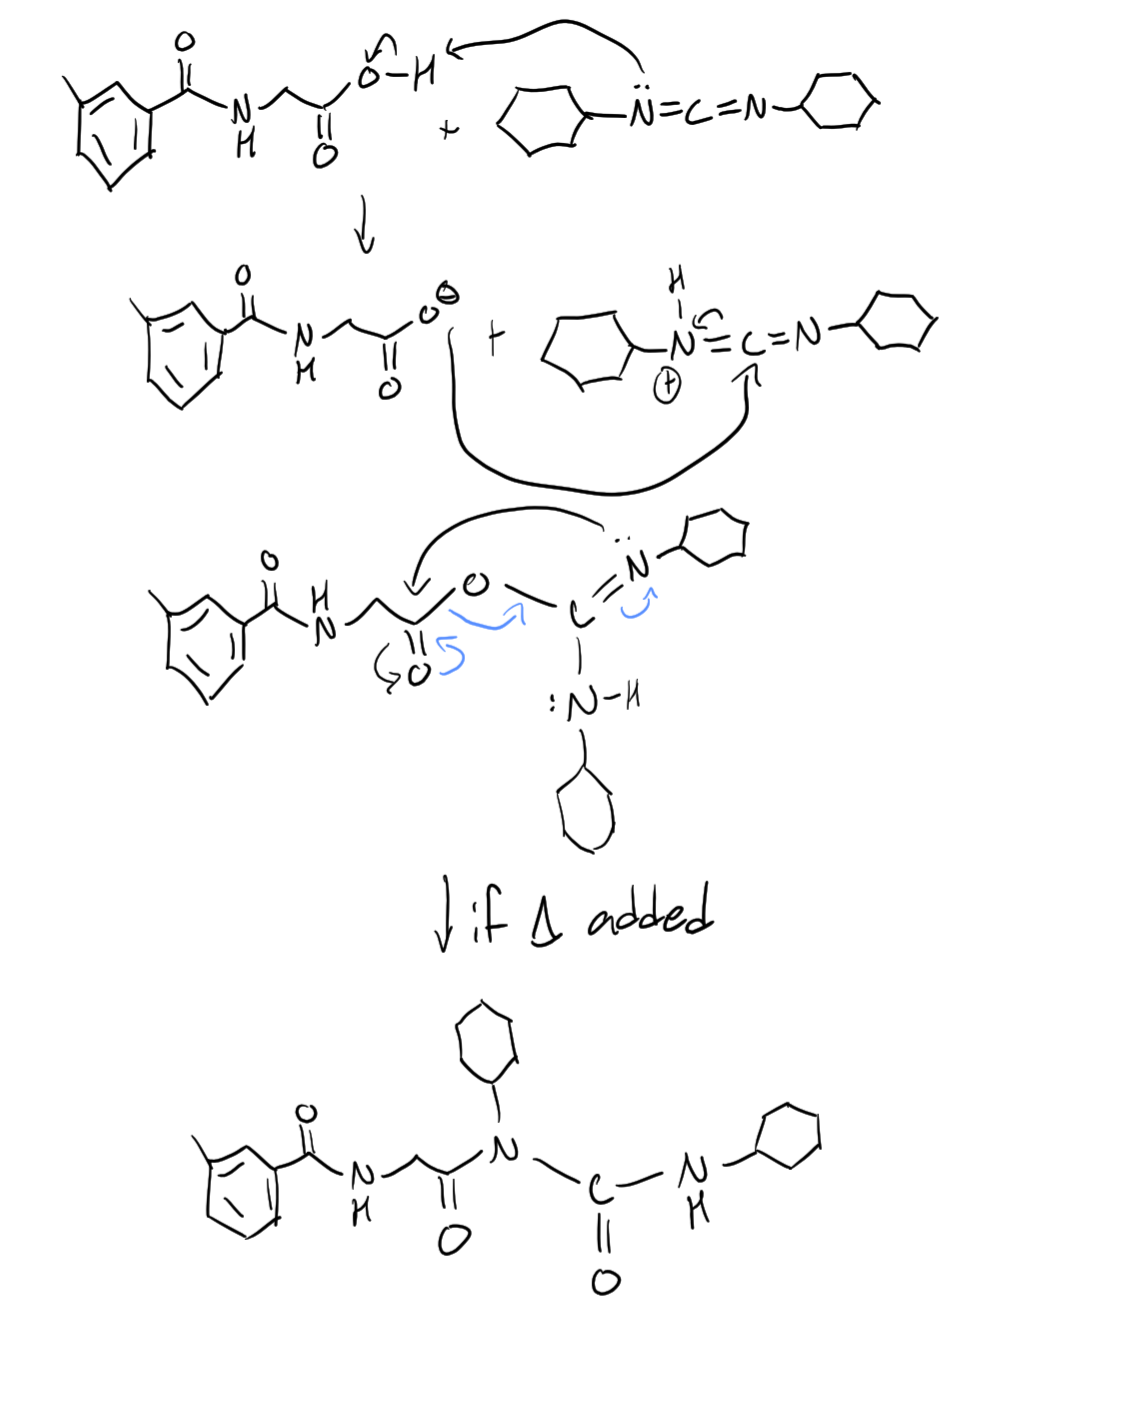 O
O-H
N
H
O
+
N=C=N
O
O⊖
N
H
O
+
H
N=C=N
⊕
O
H
N
O
O
C
N
:N-H
↓ if Δ added
O
N
H
O
N
C
O
N
H